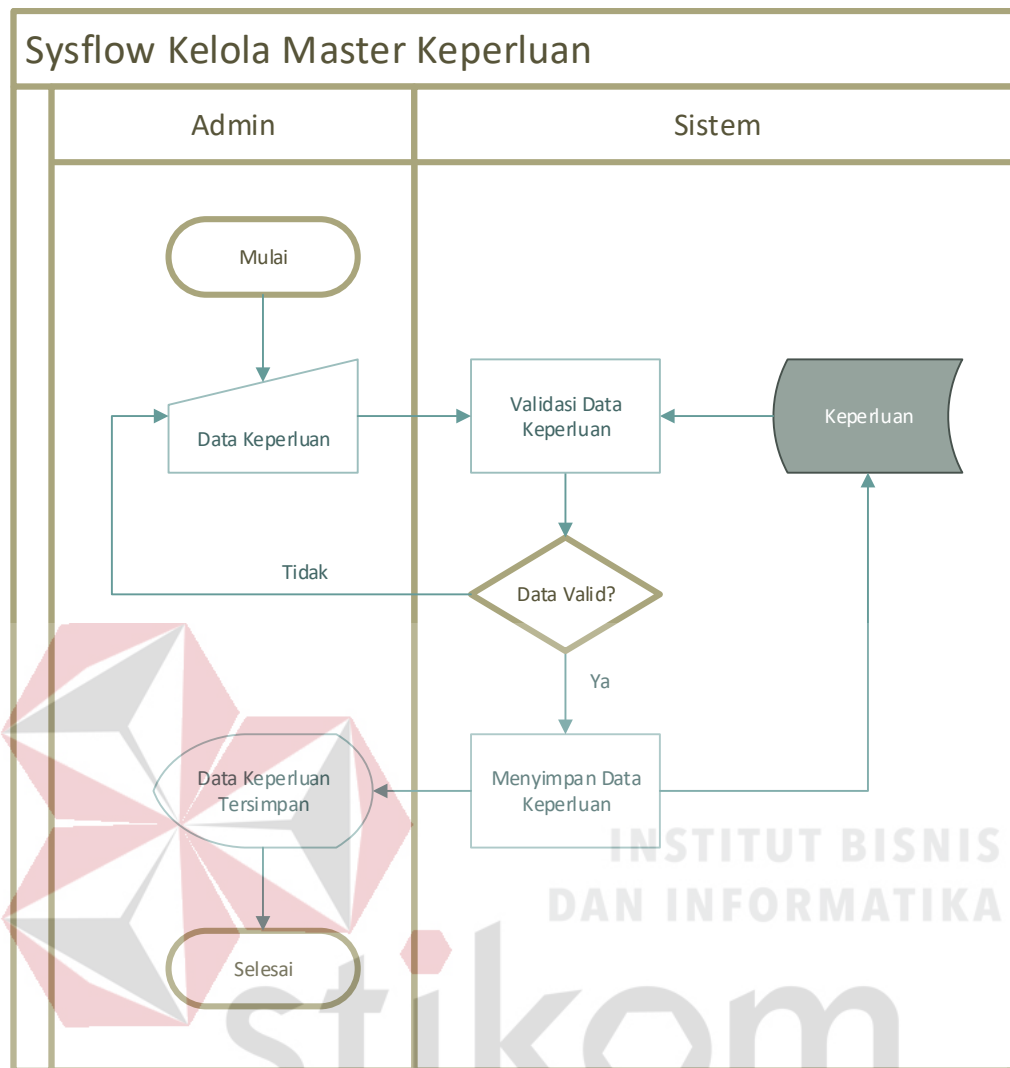 Sysflow Kelola Master Keperluan
Admin
Sistem
Mulai
Data Keperluan
Validasi Data
Keperluan
Keperluan
Tidak
Data Valid?
Ya
Data Keperluan
Tersimpan
Menyimpan Data
Keperluan
INSTITUT BISNIS
DAN INFORMATIKA
Selesai
stikom